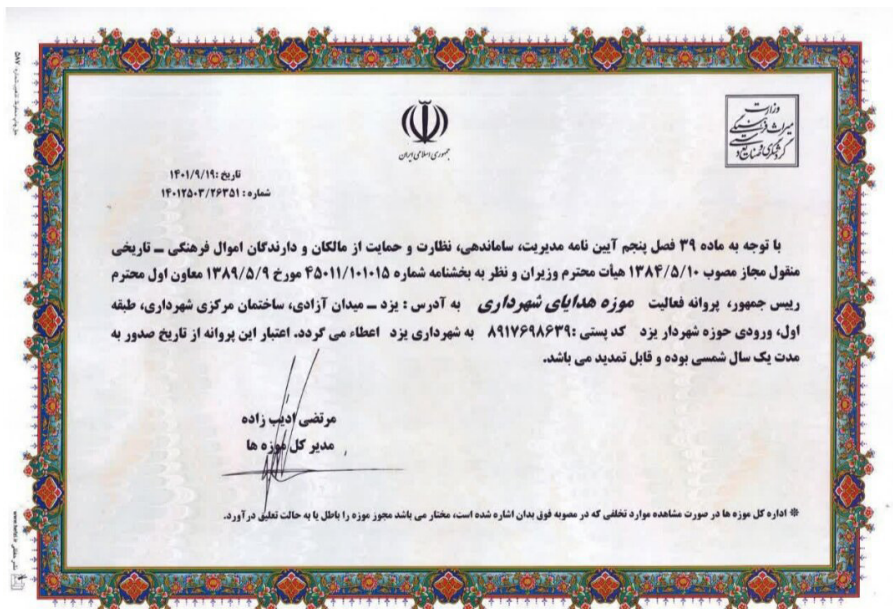 وزارت
میراث فرهنگی
گردشگری و صنایع دستی
جمهوری اسلامی ایران
تاریخ :۱۴۰۱/۹/۱۹
شماره : ۱۴۰۱۲۵۰۳/۲۶۳۵۱
با توجه به ماده ۳۹ فصل پنجم آیین نامه مدیریت، ساماندهی، نظارت و حمایت از مالکان و دارندگان اموال فرهنگی – تاریخی
منقول مجاز مصوب ۱۳۸۴/۵/۱۰ هیأت محترم وزیران و نظر به بخشنامه شماره ۴۵۰۱۱/۱۰۱۰۱۵ مورخ ۱۳۸۹/۵/۹ معاون اول محترم
رییس جمهور، پروانه فعالیت موزه هدایای شهرداری به آدرس : یزد – میدان آزادی، ساختمان مرکزی شهرداری، طبقه
اول، ورودی حوزه شهردار یزد کد پستی :۸۹۱۷۶۹۸۶۳۹ به شهرداری یزد اعطاء می گردد. اعتبار این پروانه از تاریخ صدور به
مدت یک سال شمسی بوده و قابل تمدید می باشد.
مرتضی ادیب زاده
مدیر کل موزه ها
※ اداره کل موزه ها در صورت مشاهده موارد تخلفی که در مصوبه فوق بدان اشاره شده است، مختار می باشد مجوز موزه را باطل یا به حالت تعلیق درآورد.